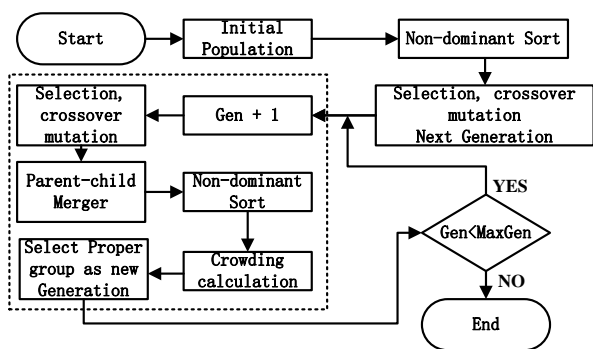 Start
Initial
Population
Non-dominant Sort
Selection, crossover
mutation
Next Generation
Gen + 1
Selection,
crossover
mutation
Parent-child
Merger
Non-dominant
Sort
Crowding
calculation
Select Proper
group as new
Generation
YES
Gen<MaxGen
NO
End